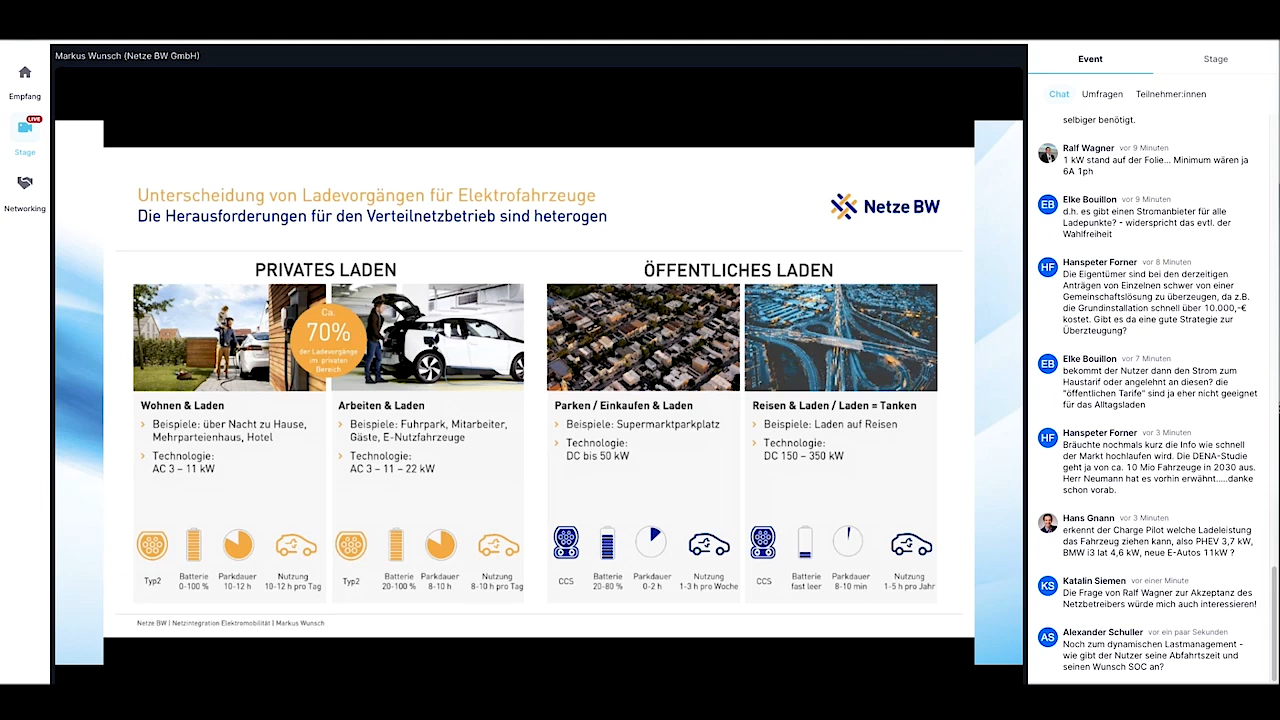 Markus Wunsch (Netze BW GmbH)
Empfang
LIVE
Stage
Networking
Unterscheidung von Ladevorgängen für Elektrofahrzeuge
Die Herausforderungen für den Verteilnetzbetrieb sind heterogen
Netze BW
PRIVATES LADEN
ÖFFENTLICHES LADEN
Ca.
70%
der Ladevorgänge
im privaten
Bereich
Wohnen & Laden
› Beispiele: über Nacht zu Hause,
Mehrparteienhaus, Hotel
› Technologie:
AC 3 – 11 kW
Typ2
Batterie
0-100 %
Parkdauer
10-12 h
Nutzung
10-12 h pro Tag
Arbeiten & Laden
› Beispiele: Fuhrpark, Mitarbeiter,
Gäste, E-Nutzfahrzeuge
› Technologie:
AC 3 – 11 – 22 kW
Typ2
Batterie
20-100 %
Parkdauer
8-10 h
Nutzung
8-10 h pro Tag
Parken / Einkaufen & Laden
› Beispiele: Supermarktparkplatz
› Technologie:
DC bis 50 kW
CCS
Batterie
20-80 %
Parkdauer
0-2 h
Nutzung
1-3 h pro Woche
Reisen & Laden / Laden = Tanken
› Beispiele: Laden auf Reisen
› Technologie:
DC 150 – 350 kW
CCS
Batterie
fast leer
Parkdauer
8-10 min
Nutzung
1-5 h pro Jahr
Netze BW | Netzintegration Elektromobilität | Markus Wunsch
Event
Stage
Chat
Umfragen
Teilnehmer:innen
selbiger benötigt.
Ralf Wagner vor 9 Minuten
1 kW stand auf der Folie... Minimum wären ja
6A 1ph
EB
Elke Bouillon vor 9 Minuten
d.h. es gibt einen Stromanbieter für alle
Ladepunkte? - widerspricht das evtl. der
Wahlfreiheit
HF
Hanspeter Forner vor 8 Minuten
Die Eigentümer sind bei den derzeitigen
Anträgen von Einzelnen schwer von einer
Gemeinschaftslösung zu überzeugen, da z.B.
die Grundinstallation schnell über 10.000,-€
kostet. Gibt es da eine gute Strategie zur
Überzteugung?
EB
Elke Bouillon vor 7 Minuten
bekommt der Nutzer dann den Strom zum
Haustarif oder angelehnt an diesen? die
"öffentlichen Tarife" sind ja eher nicht geeignet
für das Alltagsladen
HF
Hanspeter Forner vor 3 Minuten
Bräuchte nochmals kurz die Info wie schnell
der Markt hochlaufen wird. Die DENA-Studie
geht ja von ca. 10 Mio Fahrzeuge in 2030 aus.
Herr Neumann hat es vorhin erwähnt.....danke
schon vorab.
Hans Gnann vor 3 Minuten
erkennt der Charge Pilot welche Ladeleistung
das Fahrzeug ziehen kann, also PHEV 3,7 kW,
BMW i3 lat 4,6 kW, neue E-Autos 11kW ?
KS
Katalin Siemen vor einer Minute
Die Frage von Ralf Wagner zur Akzeptanz des
Netzbetreibers würde mich auch interessieren!
AS
Alexander Schuller vor ein paar Sekunden
Noch zum dynamischen Lastmanagement -
wie gibt der Nutzer seine Abfahrtszeit und
seinen Wunsch SOC an?